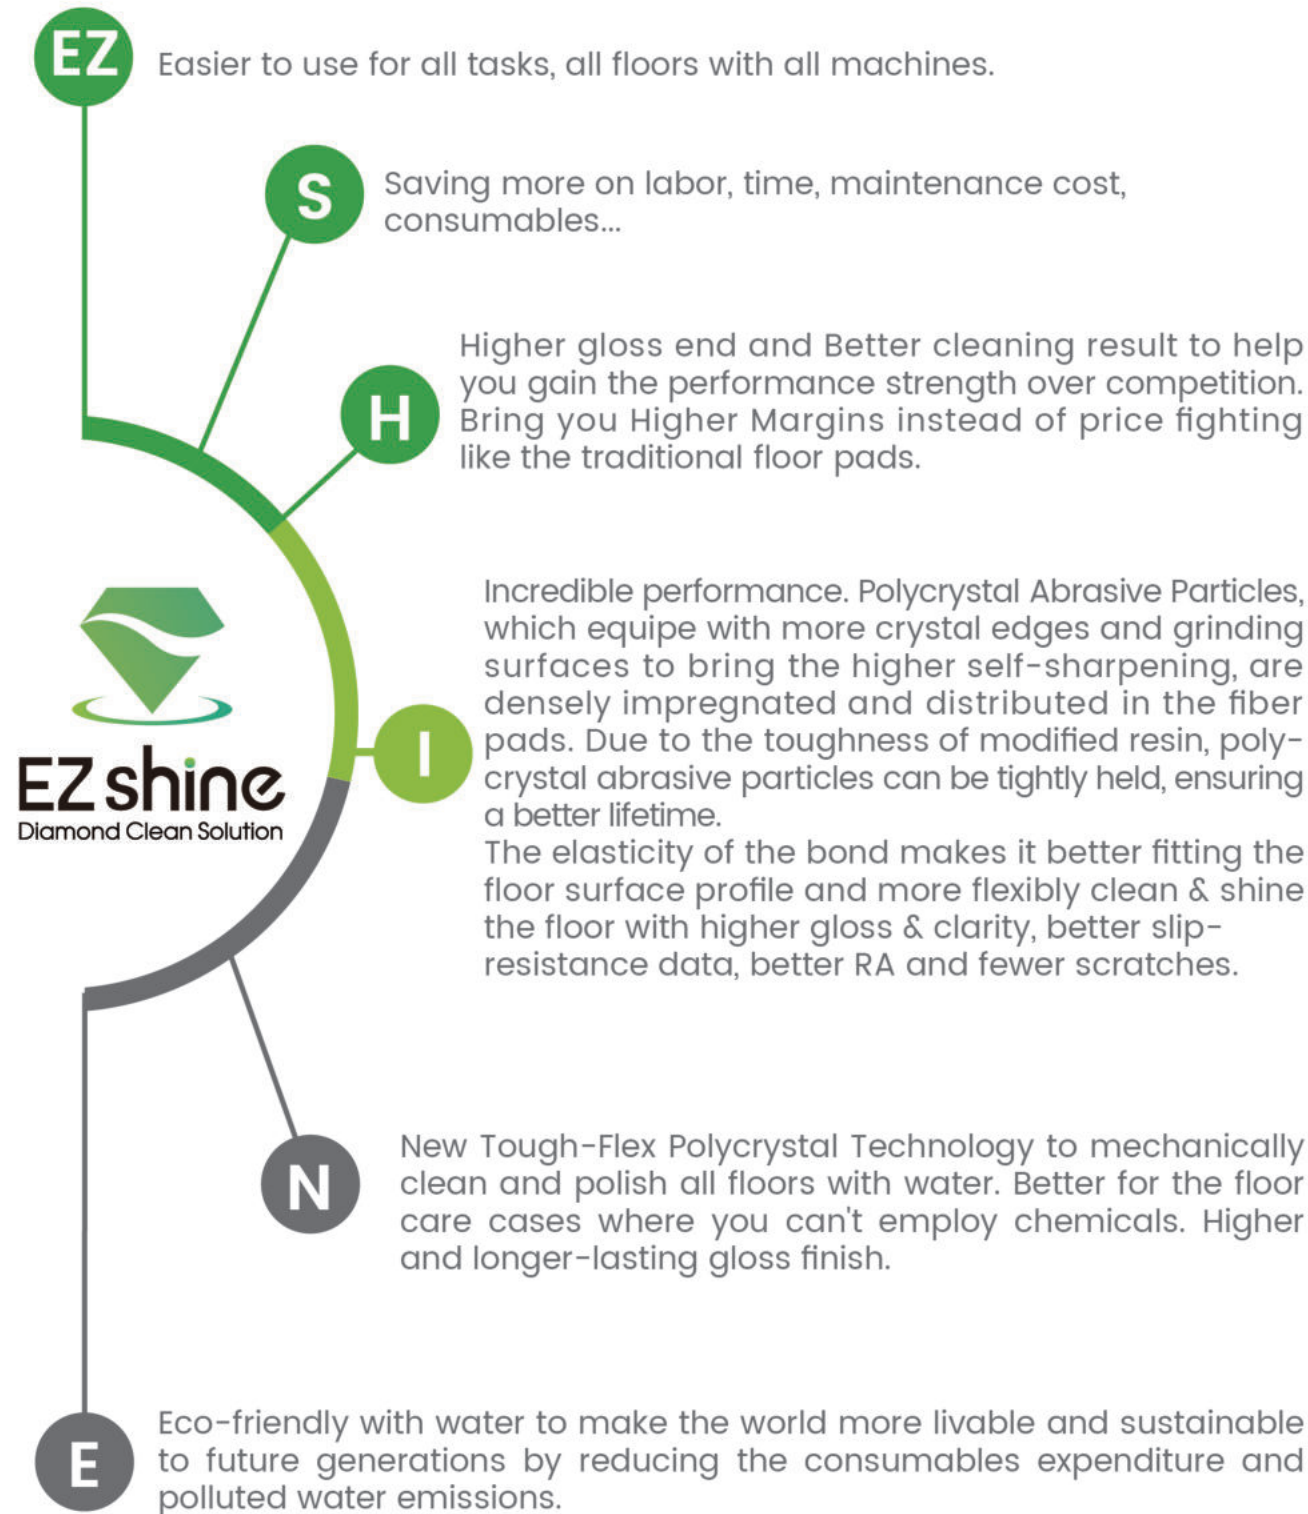 EZ
Easier to use for all tasks, all floors with all machines.
S
Saving more on labor, time, maintenance cost,
consumables...
H
Higher gloss end and Better cleaning result to help
you gain the performance strength over competition.
Bring you Higher Margins instead of price fighting
like the traditional floor pads.
I
Incredible performance. Polycrystal Abrasive Particles,
which equipe with more crystal edges and grinding
surfaces to bring the higher self-sharpening, are
densely impregnated and distributed in the fiber
pads. Due to the toughness of modified resin, poly-
crystal abrasive particles can be tightly held, ensuring
a better lifetime.
The elasticity of the bond makes it better fitting the
floor surface profile and more flexibly clean & shine
the floor with higher gloss & clarity, better slip-
resistance data, better RA and fewer scratches.
EZ shine
Diamond Clean Solution
N
New Tough-Flex Polycrystal Technology to mechanically
clean and polish all floors with water. Better for the floor
care cases where you can't employ chemicals. Higher
and longer-lasting gloss finish.
E
Eco-friendly with water to make the world more livable and sustainable
to future generations by reducing the consumables expenditure and
polluted water emissions.